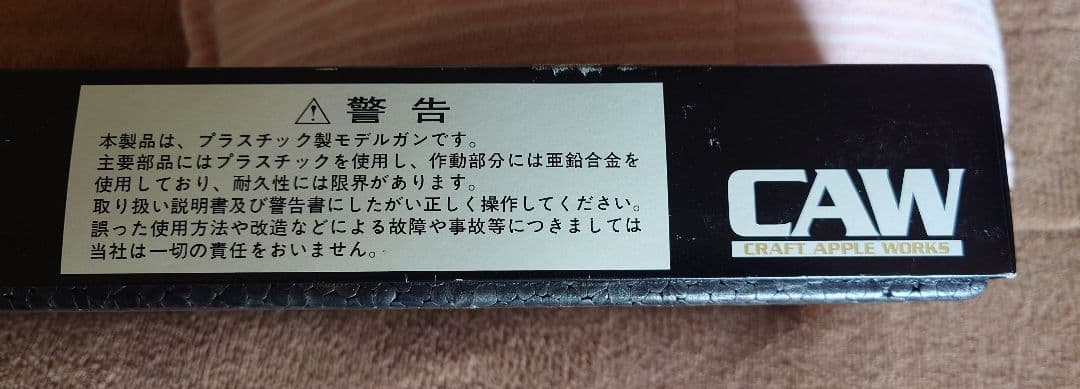 ⚠ 警告
本製品は、プラスチック製モデルガンです。
主要部品にはプラスチックを使用し、作動部分には亜鉛合金を
使用しており、耐久性には限界があります。
取り扱い説明書及び警告書にしたがい正しく操作してください。
誤った使用方法や改造などによる故障や事故等につきましては
当社は一切の責任をおいません。
CAW
CRAFT APPLE WORKS